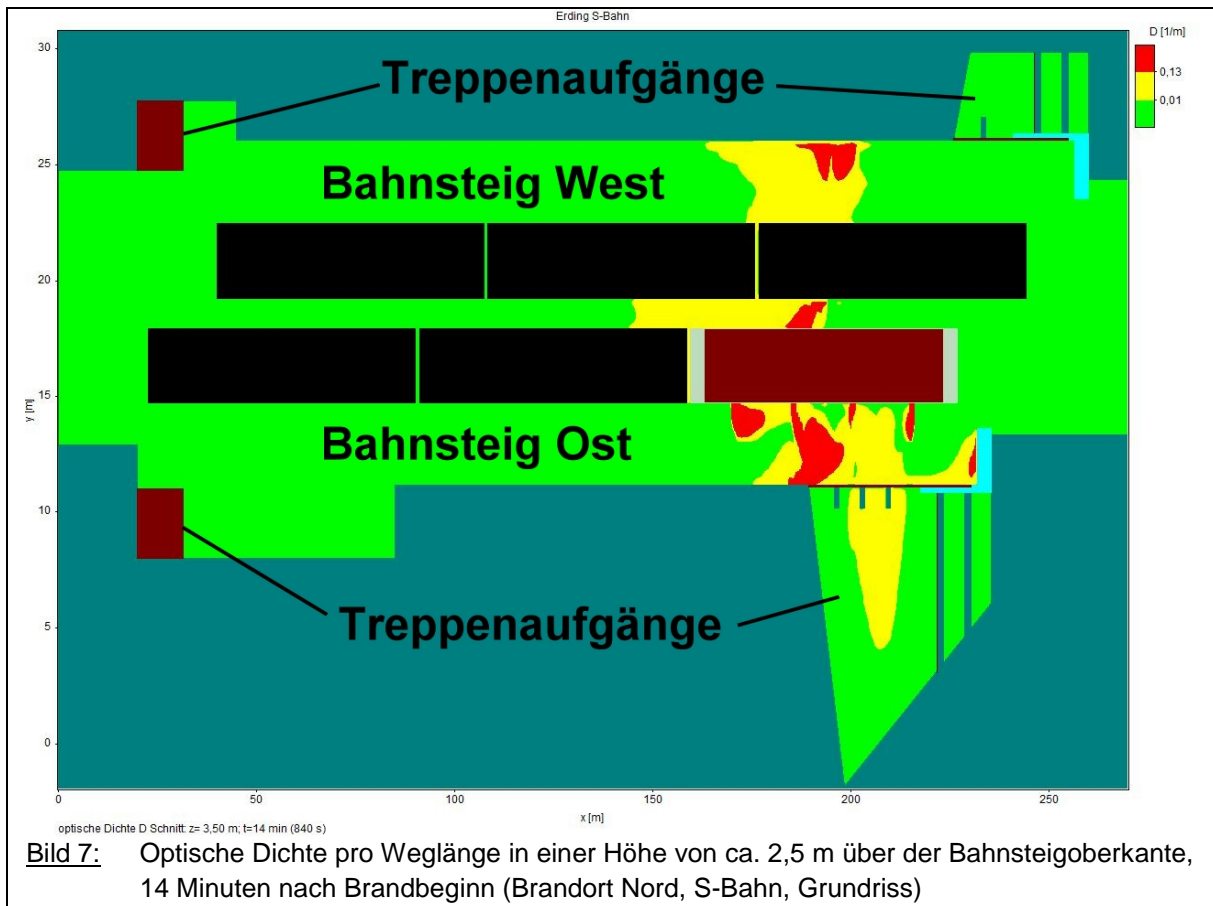 Erding S-Bahn
D [1/m]
0,13
0,01
30
25
20
15
10
5
0
y [m]
Treppenaufgänge
Bahnsteig West
Bahnsteig Ost
Treppenaufgänge
0
50
100
150
200
250
x [m]
optische Dichte D Schnitt: z= 3,50 m; t=14 min (840 s)
Bild 7: Optische Dichte pro Weglänge in einer Höhe von ca. 2,5 m über der Bahnsteigoberkante,
14 Minuten nach Brandbeginn (Brandort Nord, S-Bahn, Grundriss)